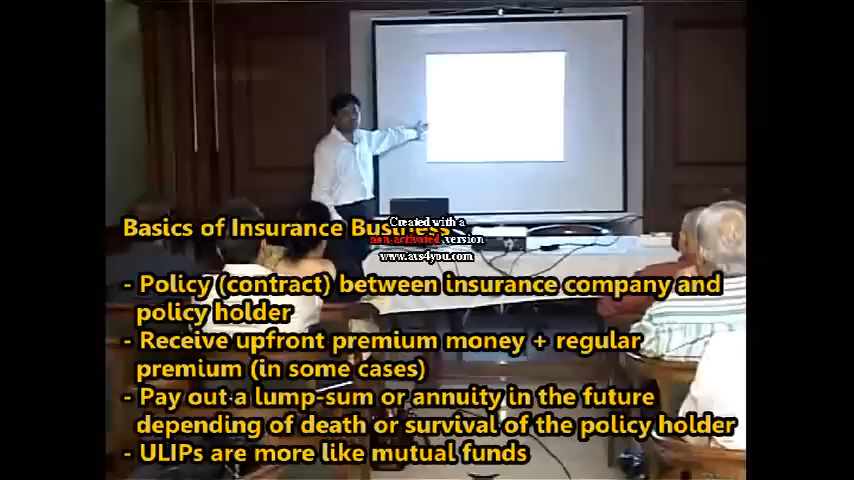 Basics of Insurance Business
Created with a
non-activated version
www.avs4you.com
- Policy (contract) between insurance company and
policy holder
- Receive upfront premium money + regular
premium (in some cases)
- Pay out a lump-sum or annuity in the future
depending of death or survival of the policy holder
- ULIPs are more like mutual funds